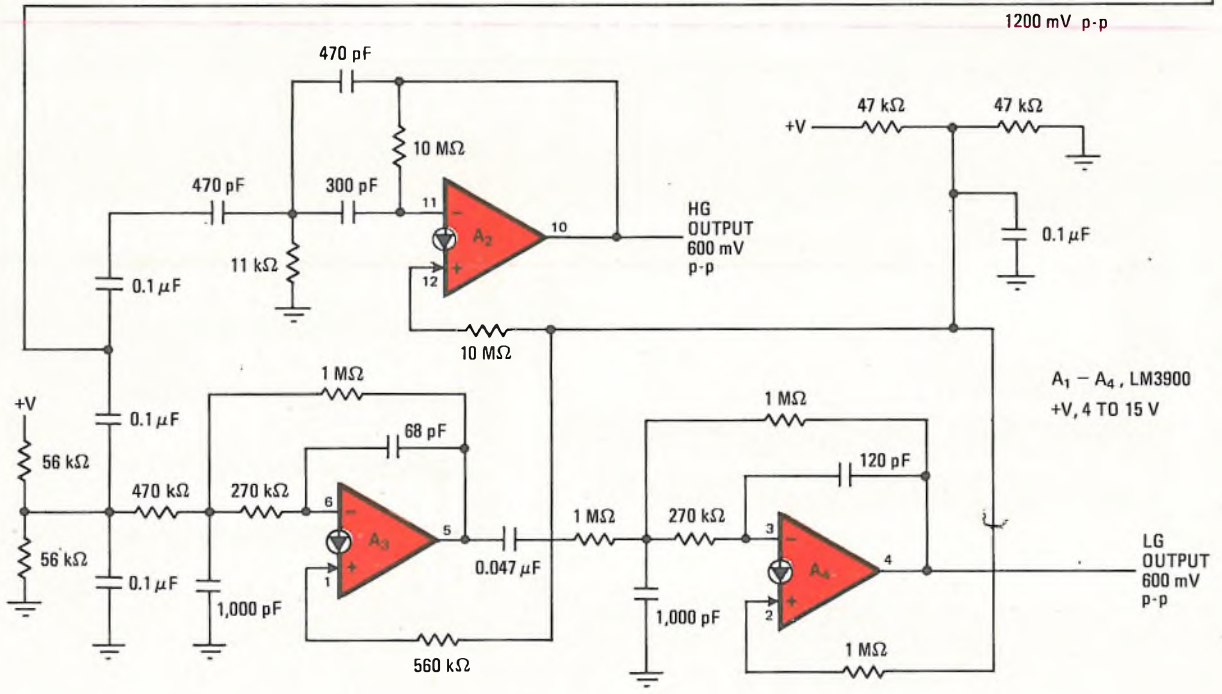 1200 mV p-p
470 pF
47 kΩ
47 kΩ
+V
10 MΩ
470 pF
300 pF
11
−
A₂
10
HG
OUTPUT
600 mV
p-p
0.1 µF
11 kΩ
+
12
0.1 µF
10 MΩ
1 MΩ
A₁ – A₄, LM3900
+V, 4 TO 15 V
+V
0.1 µF
1 MΩ
68 pF
56 kΩ
120 pF
470 kΩ
270 kΩ
6
−
A₃
5
1 MΩ
270 kΩ
3
−
A₄
4
LG
OUTPUT
600 mV
p-p
56 kΩ
0.1 µF
+
1
0.047 µF
1,000 pF
+
2
1,000 pF
560 kΩ
1 MΩ